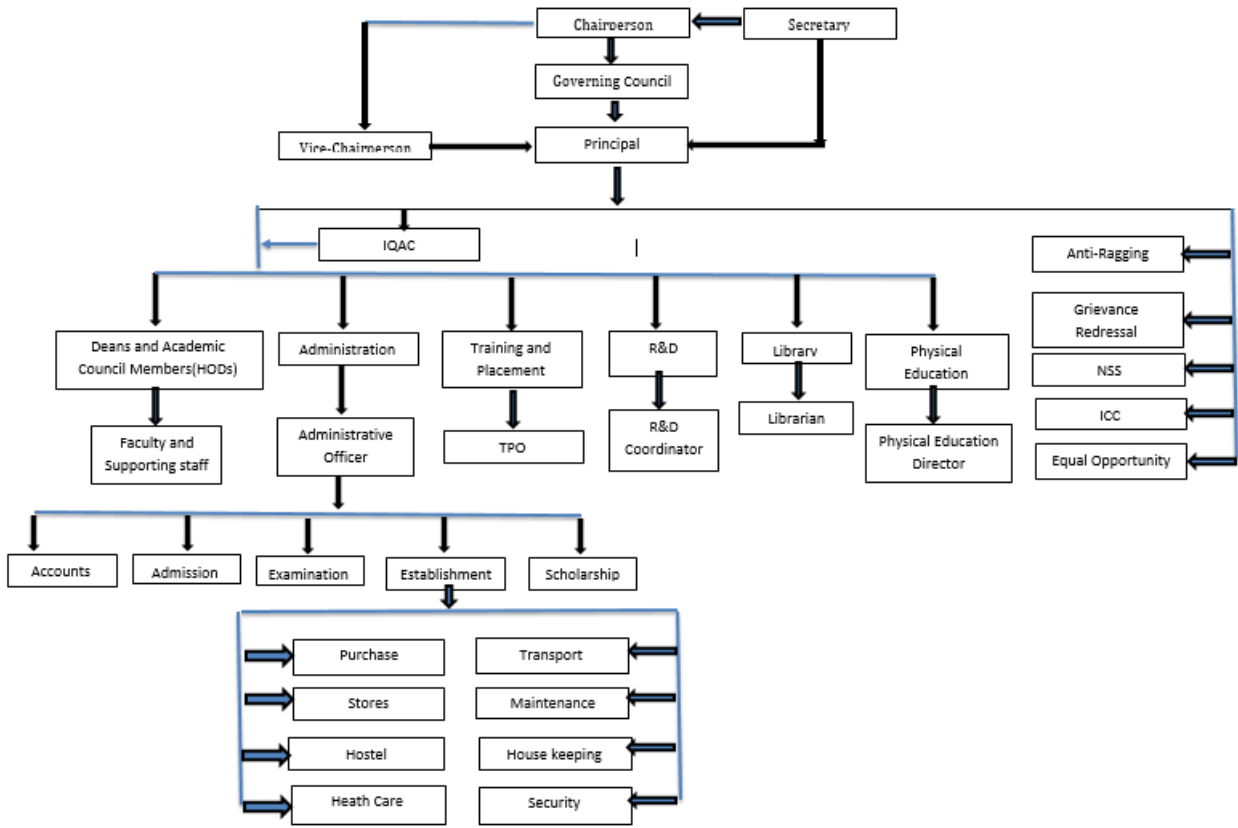 Chairperson
Secretary
Governing Council
Vice-Chairperson
Principal
IQAC
Anti-Ragging
Grievance
Redressal
NSS
ICC
Equal Opportunity
Deans and Academic
Council Members(HODs)
Administration
Training and
Placement
R&D
Library
Physical
Education
Faculty and
Supporting staff
Administrative
Officer
TPO
R&D
Coordinator
Librarian
Physical Education
Director
Accounts
Admission
Examination
Establishment
Scholarship
Purchase
Transport
Stores
Maintenance
Hostel
House keeping
Heath Care
Security